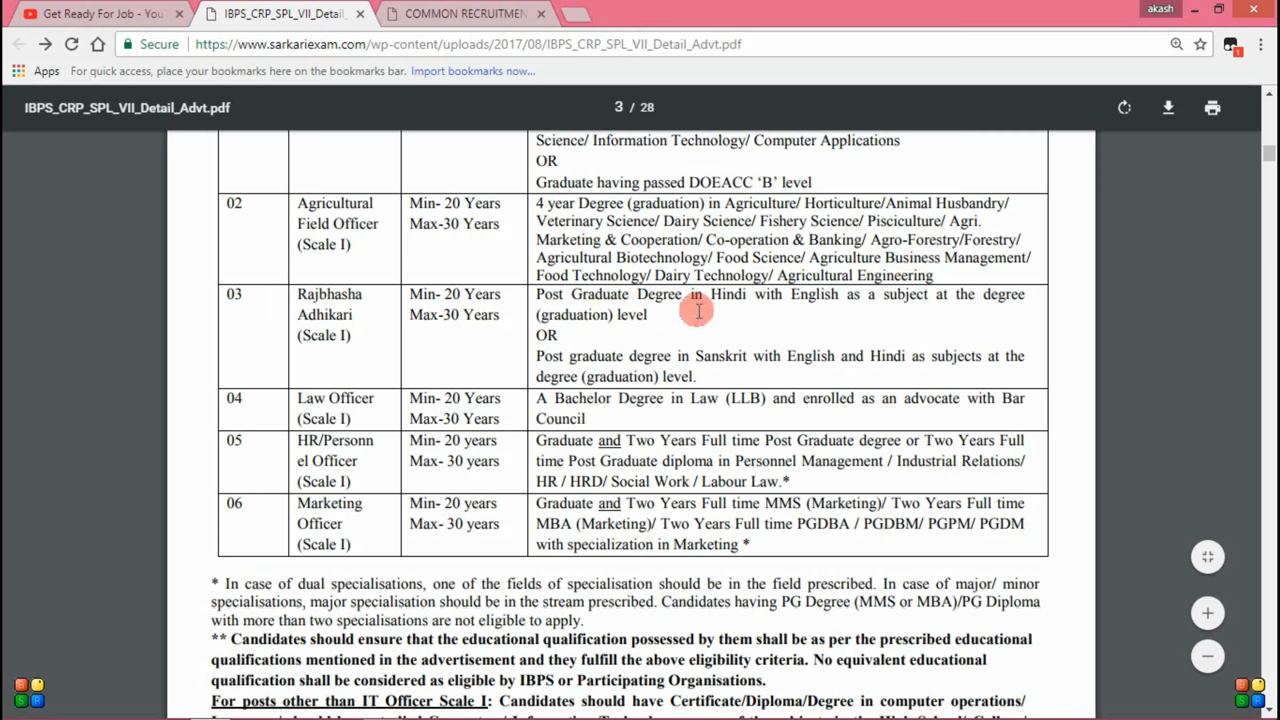 Get Ready For Job - You
IBPS_CRP_SPL_VII_Detail_
COMMON RECRUITMEN
akash
Secure
https://www.sarkariexam.com/wp-content/uploads/2017/08/IBPS_CRP_SPL_VII_Detail_Advt.pdf
1
Apps For quick access, place your bookmarks here on the bookmarks bar. Import bookmarks now...
IBPS_CRP_SPL_VII_Detail_Advt.pdf
3 / 28
Science/ Information Technology/ Computer Applications
OR
Graduate having passed DOEACC ‘B’ level
02 Agricultural Min- 20 Years 4 year Degree (graduation) in Agriculture/ Horticulture/Animal Husbandry/
Field Officer Max-30 Years Veterinary Science/ Dairy Science/ Fishery Science/ Pisciculture/ Agri.
(Scale I) Marketing & Cooperation/ Co-operation & Banking/ Agro-Forestry/Forestry/
Agricultural Biotechnology/ Food Science/ Agriculture Business Management/
Food Technology/ Dairy Technology/ Agricultural Engineering
03 Rajbhasha Min- 20 Years Post Graduate Degree in Hindi with English as a subject at the degree
Adhikari Max-30 Years (graduation) level
(Scale I) OR
Post graduate degree in Sanskrit with English and Hindi as subjects at the
degree (graduation) level.
04 Law Officer Min- 20 Years A Bachelor Degree in Law (LLB) and enrolled as an advocate with Bar
(Scale I) Max-30 Years Council
05 HR/Personn Min- 20 years Graduate and Two Years Full time Post Graduate degree or Two Years Full
el Officer Max- 30 years time Post Graduate diploma in Personnel Management / Industrial Relations/
(Scale I) HR / HRD/ Social Work / Labour Law.*
06 Marketing Min- 20 years Graduate and Two Years Full time MMS (Marketing)/ Two Years Full time
Officer Max- 30 years MBA (Marketing)/ Two Years Full time PGDBA / PGDBM/ PGPM/ PGDM
(Scale I) with specialization in Marketing *
* In case of dual specialisations, one of the fields of specialisation should be in the field prescribed. In case of major/ minor
specialisations, major specialisation should be in the stream prescribed. Candidates having PG Degree (MMS or MBA)/PG Diploma
with more than two specialisations are not eligible to apply.
** Candidates should ensure that the educational qualification possessed by them shall be as per the prescribed educational
qualifications mentioned in the advertisement and they fulfill the above eligibility criteria. No equivalent educational
qualification shall be considered as eligible by IBPS or Participating Organisations.
For posts other than IT Officer Scale I: Candidates should have Certificate/Diploma/Degree in computer operations/